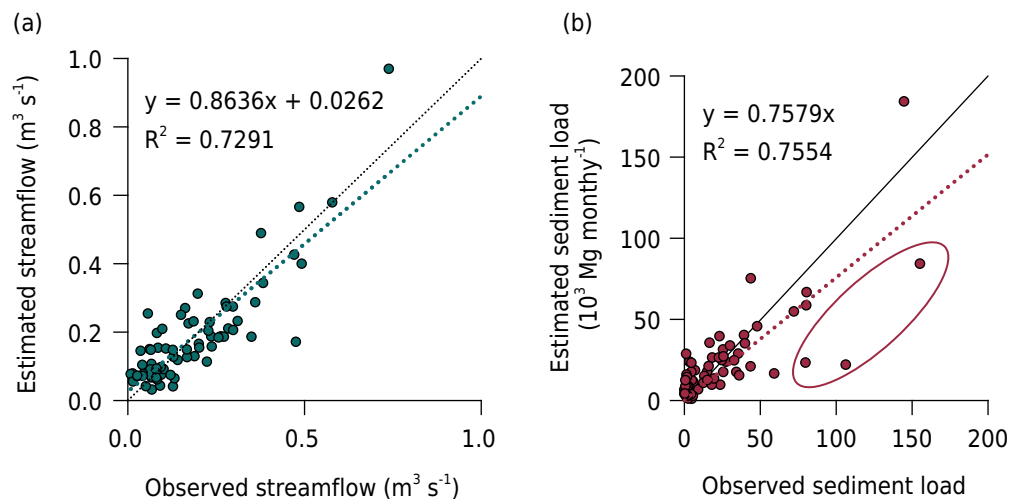 (a)
Estimated streamflow (m³ s⁻¹)
1.0
0.8
0.6
0.4
0.2
0.0
y = 0.8636x + 0.0262
R² = 0.7291
0.0
0.5
1.0
Observed streamflow (m³ s⁻¹)
(b)
Estimated sediment load
(10³ Mg monthy⁻¹)
200
150
100
50
0
y = 0.7579x
R² = 0.7554
0
50
100
150
200
Observed sediment load